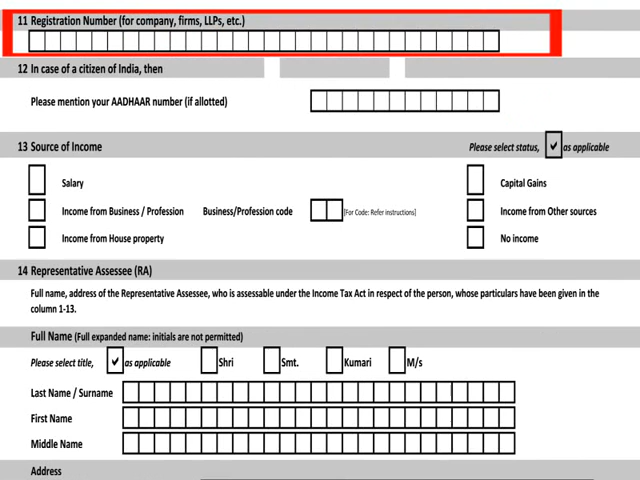 11 Registration Number (for company, firms, LLPs, etc.)
12 In case of a citizen of India, then
Please mention your AADHAAR number (if allotted)
13 Source of Income Please select status, ✓ as applicable
Salary Capital Gains
Income from Business / Profession Business/Profession code [For Code: Refer instructions] Income from Other sources
Income from House property No income
14 Representative Assessee (RA)
Full name, address of the Representative Assessee, who is assessable under the Income Tax Act in respect of the person, whose particulars have been given in the
column 1-13.
Full Name (Full expanded name: initials are not permitted)
Please select title, ✓ as applicable Shri Smt. Kumari M/s
Last Name / Surname
First Name
Middle Name
Address